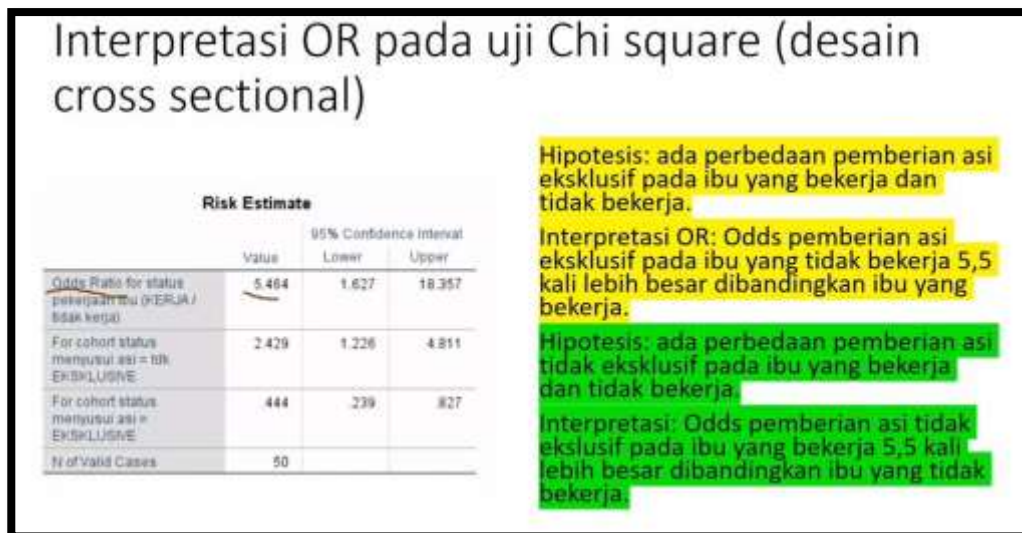 Interpretasi OR pada uji Chi square (desain
cross sectional)
Risk Estimate
95% Confidence Interval
Value Lower Upper
Odds Ratio for status
pekerjaan ibu (KERJA /
tidak kerja)
5.464 1.627 18.357
For cohort status
menyusui asi = tdk
EKSKLUSIVE
2.429 1.226 4.811
For cohort status
menyusui asi =
EKSKLUSIVE
.444 .239 .827
N of Valid Cases 50
Hipotesis: ada perbedaan pemberian asi
eksklusif pada ibu yang bekerja dan
tidak bekerja.
Interpretasi OR: Odds pemberian asi
eksklusif pada ibu yang tidak bekerja 5,5
kali lebih besar dibandingkan ibu yang
bekerja.
Hipotesis: ada perbedaan pemberian asi
tidak eksklusif pada ibu yang bekerja
dan tidak bekerja.
Interpretasi: Odds pemberian asi tidak
ekslusif pada ibu yang bekerja 5,5 kali
lebih besar dibandingkan ibu yang tidak
bekerja.